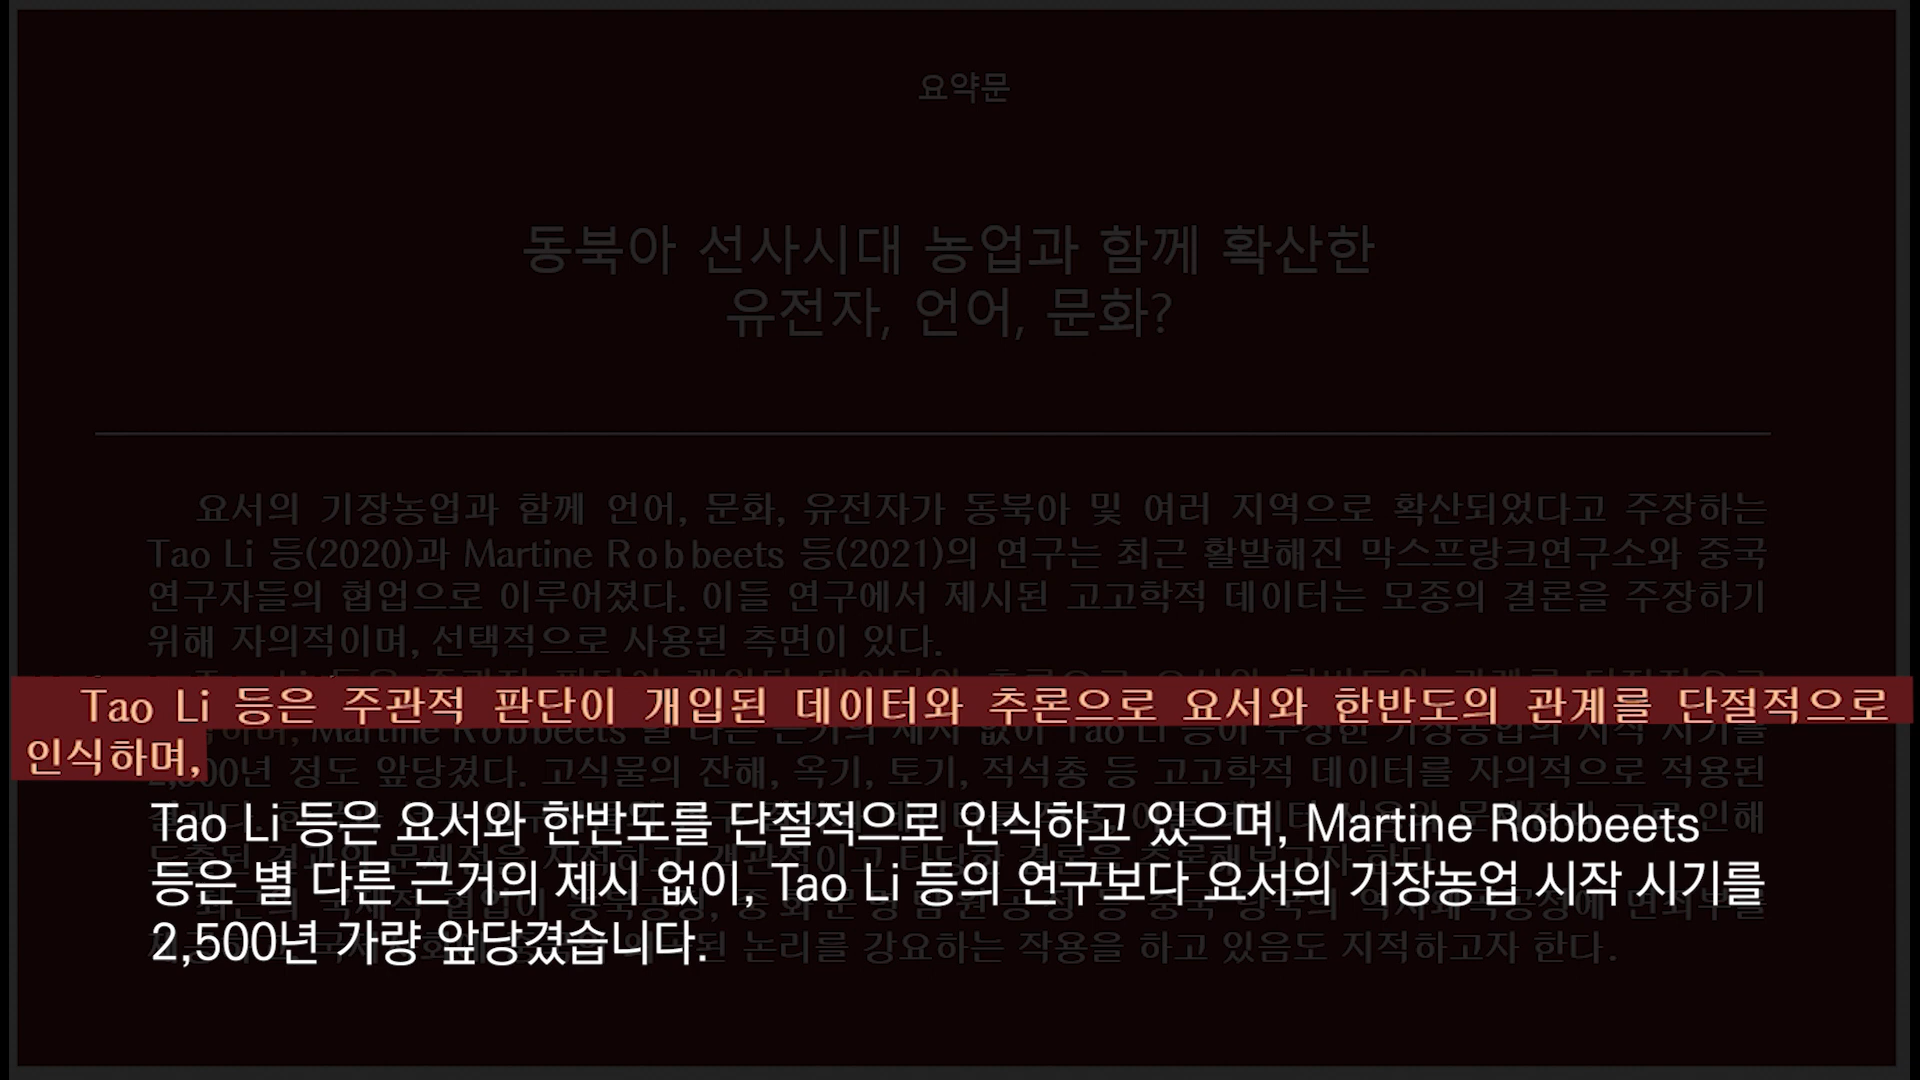 요약문
동북아 선사시대 농업과 함께 확산한
유전자, 언어, 문화?
요서의 기장농업과 함께 언어, 문화, 유전자가 동북아 및 여러 지역으로 확산되었다고 주장하는
Tao Li 등(2020)과 Martine Robbeets 등(2021)의 연구는 최근 활발해진 막스프랑크연구소와 중국
연구자들의 협업으로 이루어졌다. 이들 연구에서 제시된 고고학적 데이터는 모종의 결론을 주장하기
위해 자의적이며, 선택적으로 사용된 측면이 있다.
Tao Li 등은 주관적 판단이 개입된 데이터와 추론으로 요서와 한반도의 관계를 단절적으로
인식하며,
2,500년 정도 앞당겼다. 고식물의 잔해, 옥기, 토기, 적석총 등 고고학적 데이터를 자의적으로 적용된
Tao Li 등은 요서와 한반도를 단절적으로 인식하고 있으며, Martine Robbeets
등은 별 다른 근거의 제시 없이, Tao Li 등의 연구보다 요서의 기장농업 시작 시기를
2,500년 가량 앞당겼습니다.
논리를 강요하는 작용을 하고 있음도 지적하고자 한다.